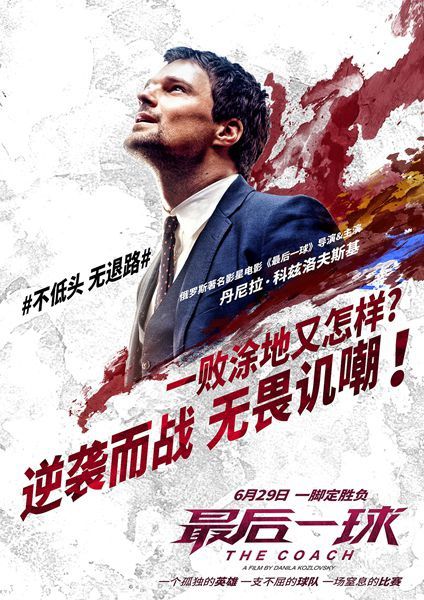 #不低头 无退路#
俄罗斯著名影星电影《最后一球》导演&主演
丹尼拉·科兹洛夫斯基
一败涂地又怎样?
逆袭而战 无畏讥嘲!
6月29日 一脚定胜负
最后一球
THE COACH
A FILM BY DANILA KOZLOVSKY
一个孤独的英雄 一支不屈的球队 一场窒息的比赛